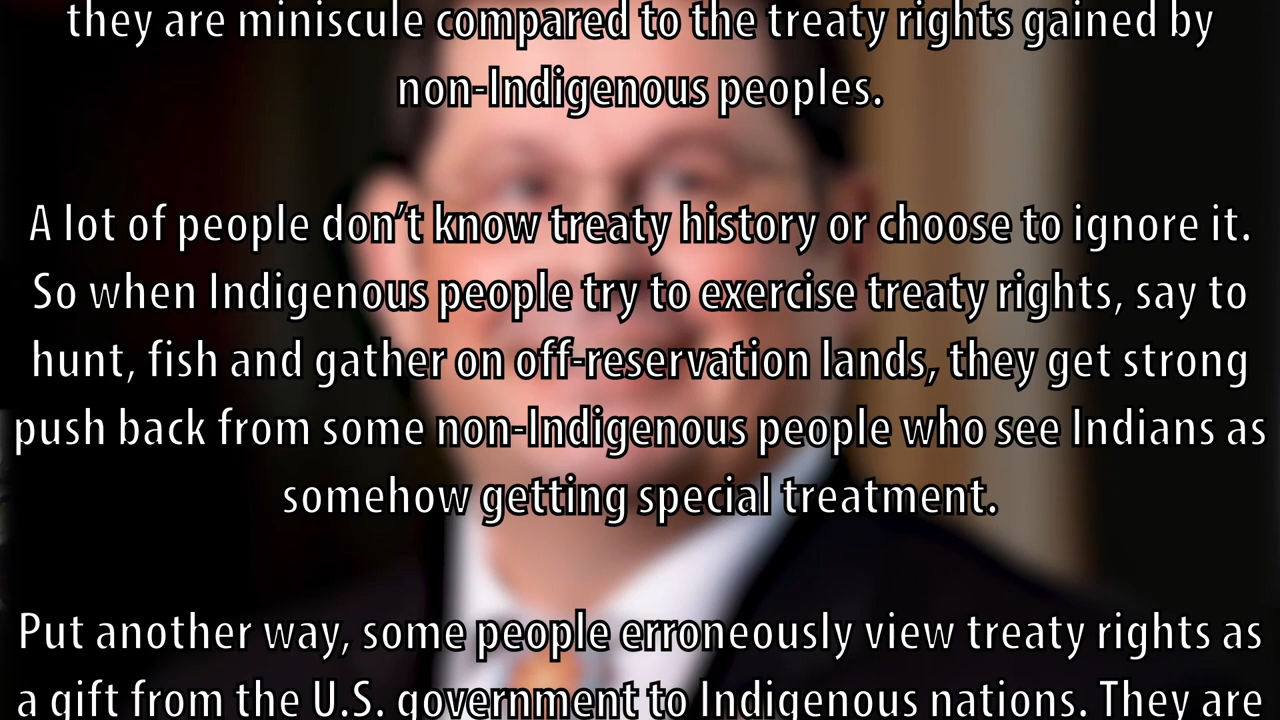 they are miniscule compared to the treaty rights gained by
non-Indigenous peoples.
A lot of people don’t know treaty history or choose to ignore it.
So when Indigenous people try to exercise treaty rights, say to
hunt, fish and gather on off-reservation lands, they get strong
push back from some non-Indigenous people who see Indians as
somehow getting special treatment.
Put another way, some people erroneously view treaty rights as
a gift from the U.S. government to Indigenous nations. They are